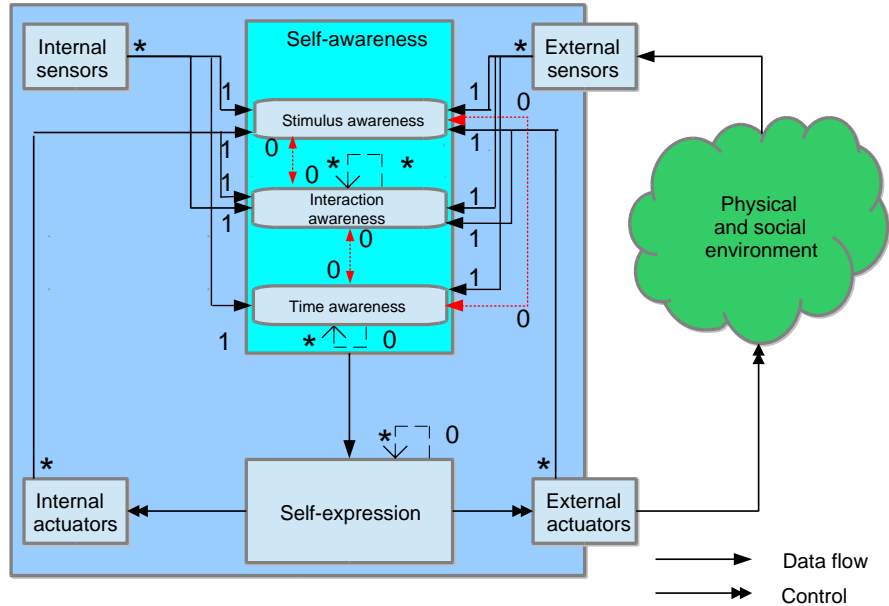 Internal
sensors
*
Self-awareness
*
External
sensors
1
1
0
Stimulus awareness
1
0
1
0
*
*
1
1
Interaction
awareness
1
0
1
Physical
and social
environment
0
1
Time awareness
0
1
*
0
*
0
*
*
Internal
actuators
Self-expression
External
actuators
Data flow
Control